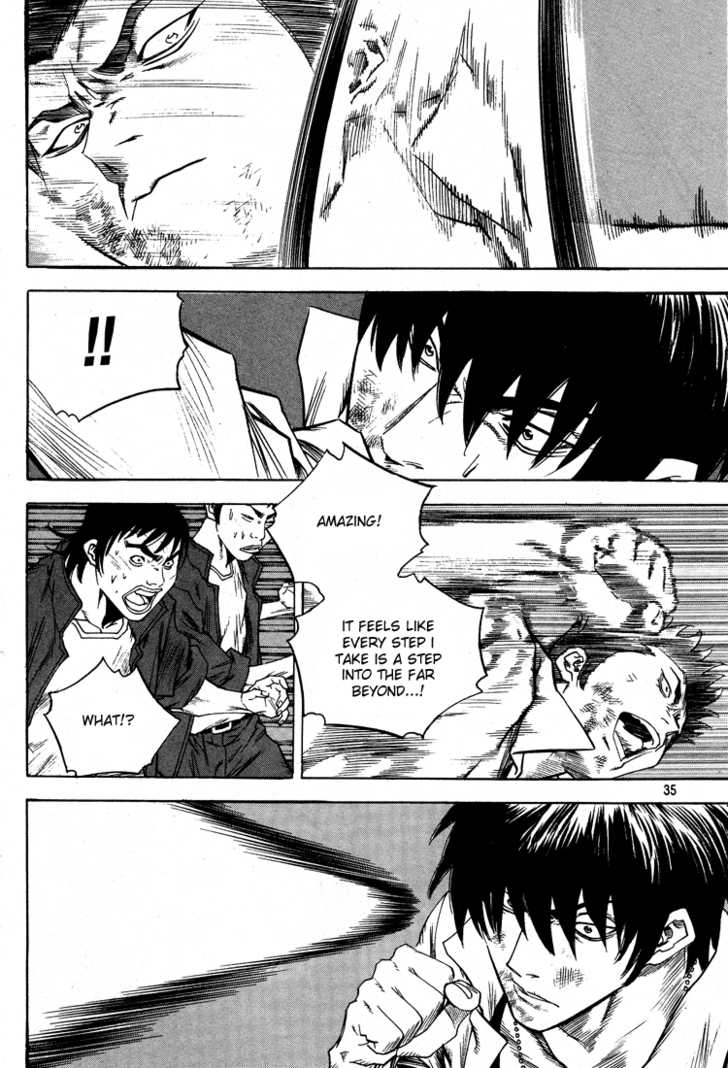 !!
AMAZING!
IT FEELS LIKE
EVERY STEP I
TAKE IS A STEP
INTO THE FAR
BEYOND...!
WHAT!?
35